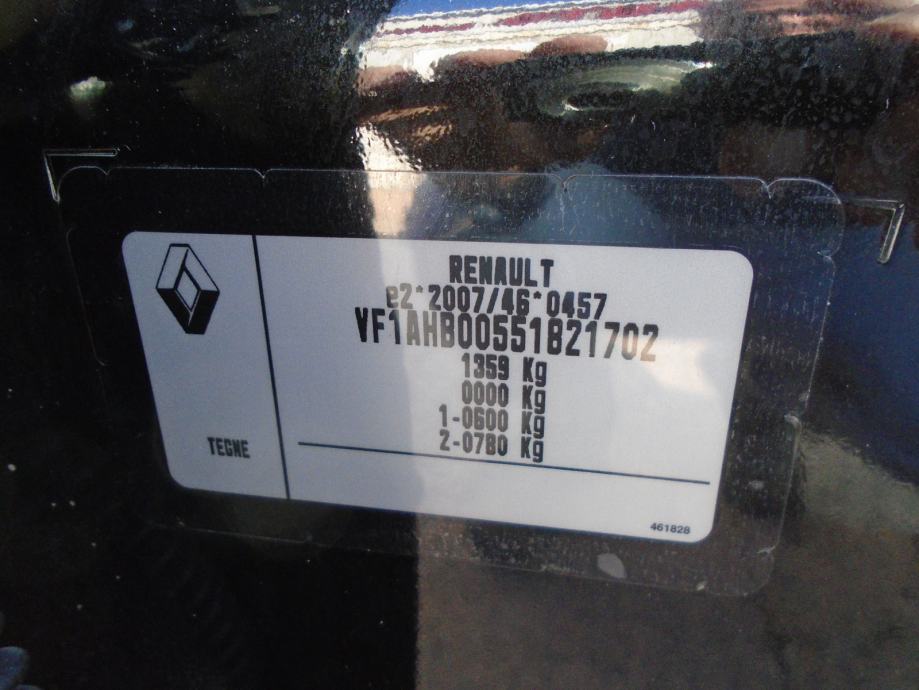 RENAULT
e2*2007/46*0457
VF1AHB00551821702
1359 Kg
0000 Kg
1-0600 Kg
2-0780 Kg
TEGNE
461828